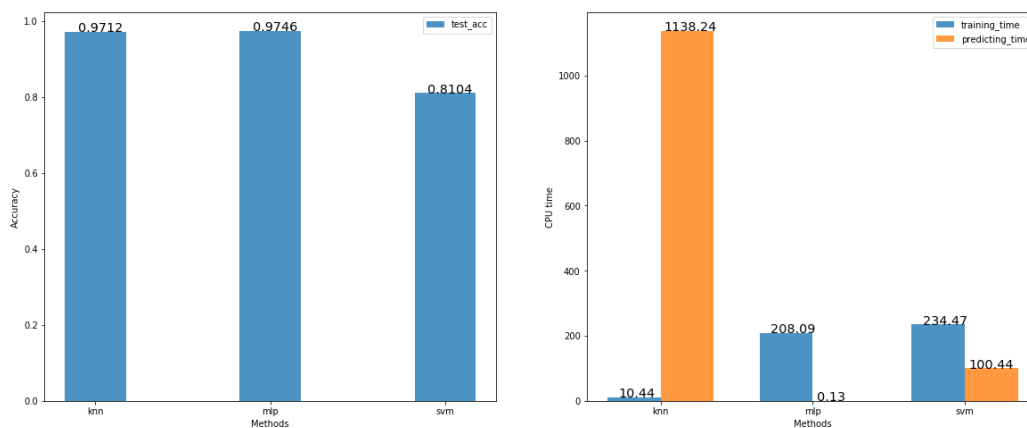 1.0
0.8
0.6
0.4
0.2
0.0
Accuracy
0.9712
0.9746
0.8104
test_acc
knn
mlp
svm
Methods
1000
800
600
400
200
0
CPU time
10.44
1138.24
208.09
0.13
234.47
100.44
training_time
predicting_time
knn
mlp
svm
Methods